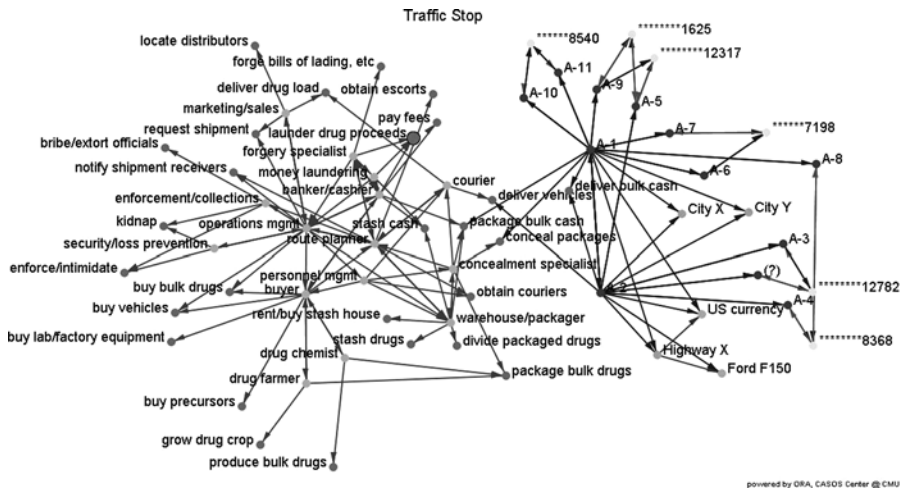 Traffic Stop
locate distributors
******8540
********1625
********12317
forge bills of lading, etc
A-11
A-9
deliver drug load
obtain escorts
A-10
A-5
marketing/sales
pay fees
request shipment
launder drug proceeds
A-7
******7198
bribe/extort officials
forgery specialist
A-1
A-8
notify shipment receivers
money laundering
A-6
banker/cashier
courier
deliver bulk cash
enforcement/collections
deliver vehicles
kidnap
operations mgmt
stash cash
package bulk cash
City X
City Y
security/loss prevention
route planner
conceal packages
A-3
enforce/intimidate
personnel mgmt
concealment specialist
(?)
buy bulk drugs
buyer
obtain couriers
********12782
A-4
buy vehicles
rent/buy stash house
warehouse/packager
US currency
buy lab/factory equipment
stash drugs
divide packaged drugs
********8368
drug chemist
Highway X
drug farmer
package bulk drugs
Ford F150
buy precursors
grow drug crop
produce bulk drugs
powered by ORA, CASOS Center @ CMU